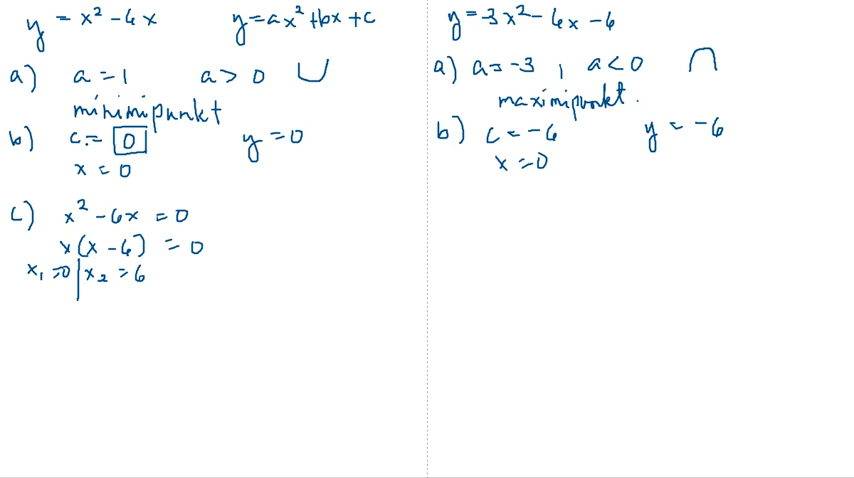 y = x² - 6x
y = ax² + bx + c
a) a = 1 a > 0
minimipunkt
b) c = 0 y = 0
x = 0
c) x² - 6x = 0
x(x - 6) = 0
x₁ = 0 | x₂ = 6
y = -3x² - 6x - 6
a) a = -3, a < 0
maximipunkt.
b) c = -6 y = -6
x = 0